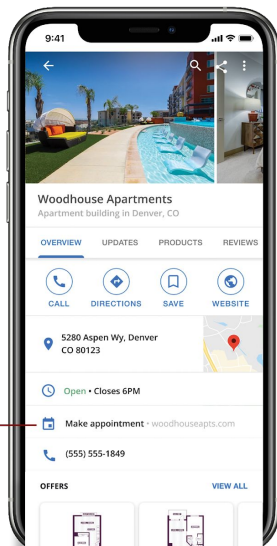 9:41
Woodhouse Apartments
Apartment building in Denver, CO
OVERVIEW UPDATES PRODUCTS REVIEWS
CALL DIRECTIONS SAVE WEBSITE
5280 Aspen Wy, Denver
CO 80123
Open • Closes 6PM
Make appointment • woodhouseapts.com
(555) 555-1849
OFFERS VIEW ALL